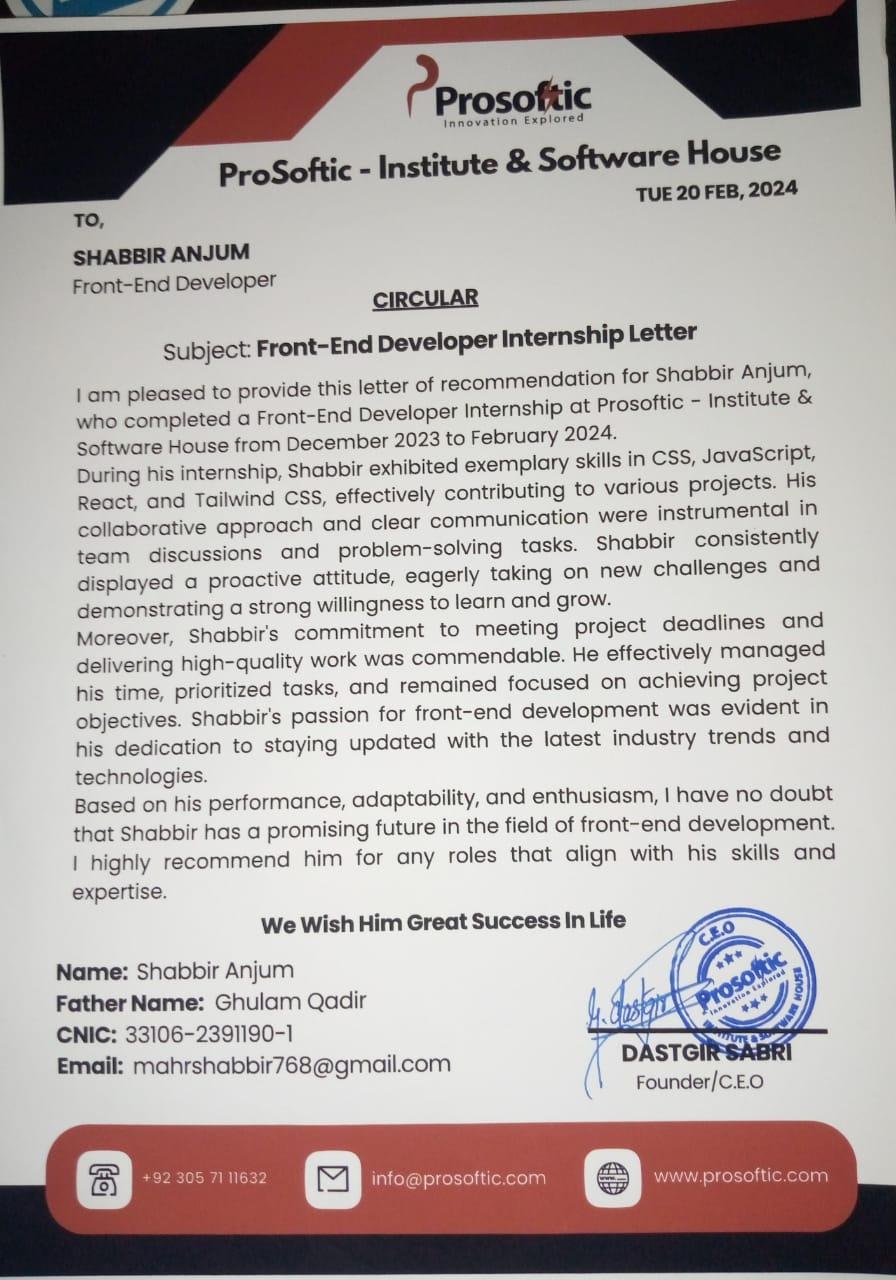 Prosoftic
Innovation Explored
ProSoftic - Institute & Software House
TUE 20 FEB, 2024
TO,
SHABBIR ANJUM
Front-End Developer
CIRCULAR
Subject: Front-End Developer Internship Letter
I am pleased to provide this letter of recommendation for Shabbir Anjum,
who completed a Front-End Developer Internship at Prosoftic - Institute &
Software House from December 2023 to February 2024.
During his internship, Shabbir exhibited exemplary skills in CSS, JavaScript,
React, and Tailwind CSS, effectively contributing to various projects. His
collaborative approach and clear communication were instrumental in
team discussions and problem-solving tasks. Shabbir consistently
displayed a proactive attitude, eagerly taking on new challenges and
demonstrating a strong willingness to learn and grow.
Moreover, Shabbir's commitment to meeting project deadlines and
delivering high-quality work was commendable. He effectively managed
his time, prioritized tasks, and remained focused on achieving project
objectives. Shabbir's passion for front-end development was evident in
his dedication to staying updated with the latest industry trends and
technologies.
Based on his performance, adaptability, and enthusiasm, I have no doubt
that Shabbir has a promising future in the field of front-end development.
I highly recommend him for any roles that align with his skills and
expertise.
We Wish Him Great Success In Life
Name: Shabbir Anjum
Father Name: Ghulam Qadir
CNIC: 33106-2391190-1
Email: mahrshabbir768@gmail.com
C.E.O
Prosoftic
Innovation Explored
INSTITUTE & SOFTWARE HOUSE
G. Dastgir
DASTGIR SABRI
Founder/C.E.O
+92 305 71 11632
info@prosoftic.com
www.prosoftic.com